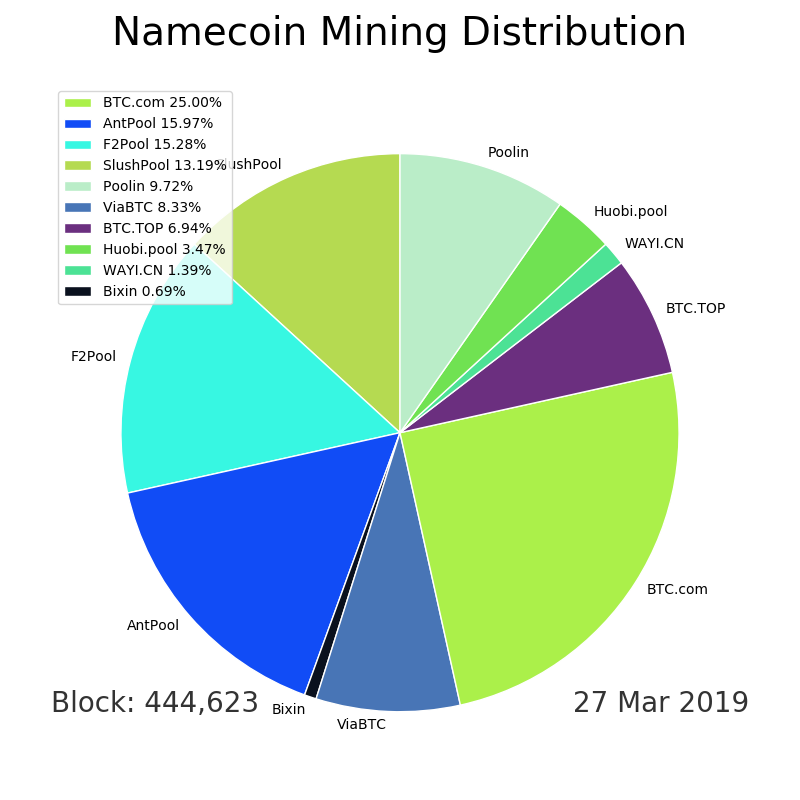 Namecoin Mining Distribution
BTC.com 25.00%
AntPool 15.97%
F2Pool 15.28%
SlushPool 13.19%
Poolin 9.72%
ViaBTC 8.33%
BTC.TOP 6.94%
Huobi.pool 3.47%
WAYI.CN 1.39%
Bixin 0.69%
SlushPool
Poolin
Huobi.pool
WAYI.CN
BTC.TOP
F2Pool
BTC.com
AntPool
Bixin
ViaBTC
Block: 444,623
27 Mar 2019